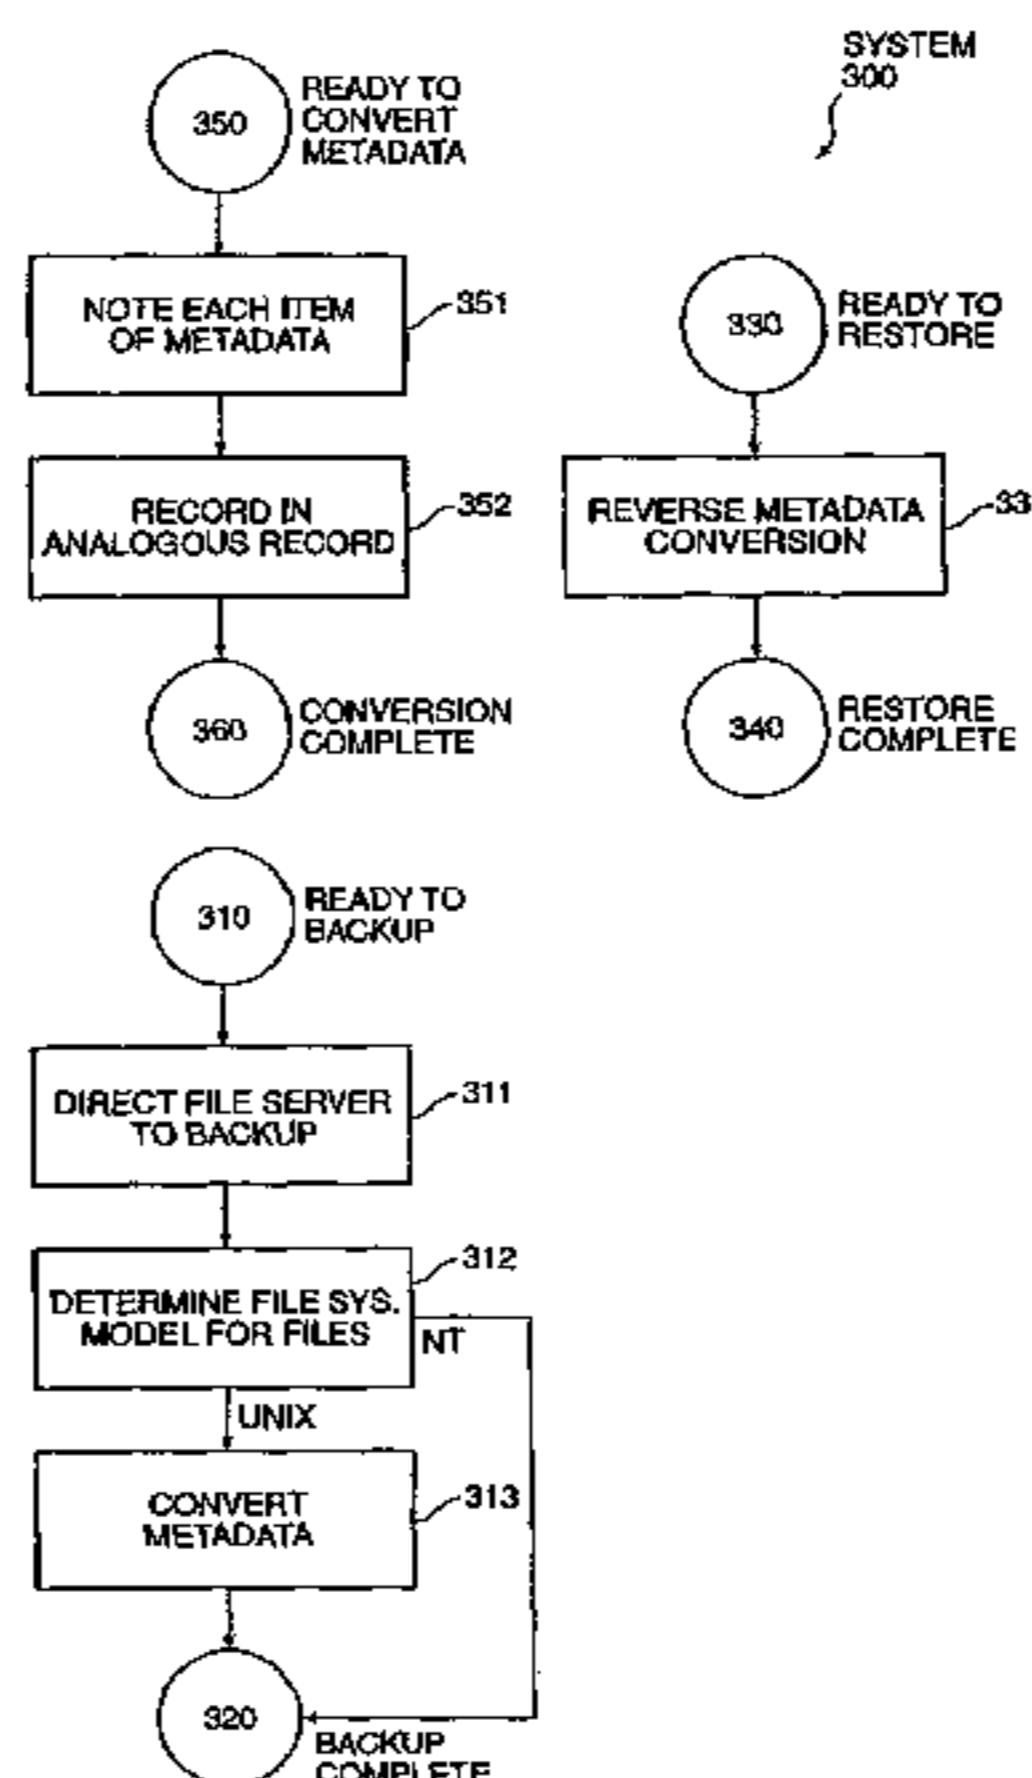 SYSTEM
300
350
READY TO
CONVERT
METADATA
NOTE EACH ITEM
OF METADATA
351
RECORD IN
ANALOGOUS RECORD
352
360
CONVERSION
COMPLETE
330
READY TO
RESTORE
REVERSE METADATA
CONVERSION
33
340
RESTORE
COMPLETE
310
READY TO
BACKUP
DIRECT FILE SERVER
TO BACKUP
311
DETERMINE FILE SYS.
MODEL FOR FILES
312
NT
UNIX
CONVERT
METADATA
313
320
BACKUP
COMPLETE